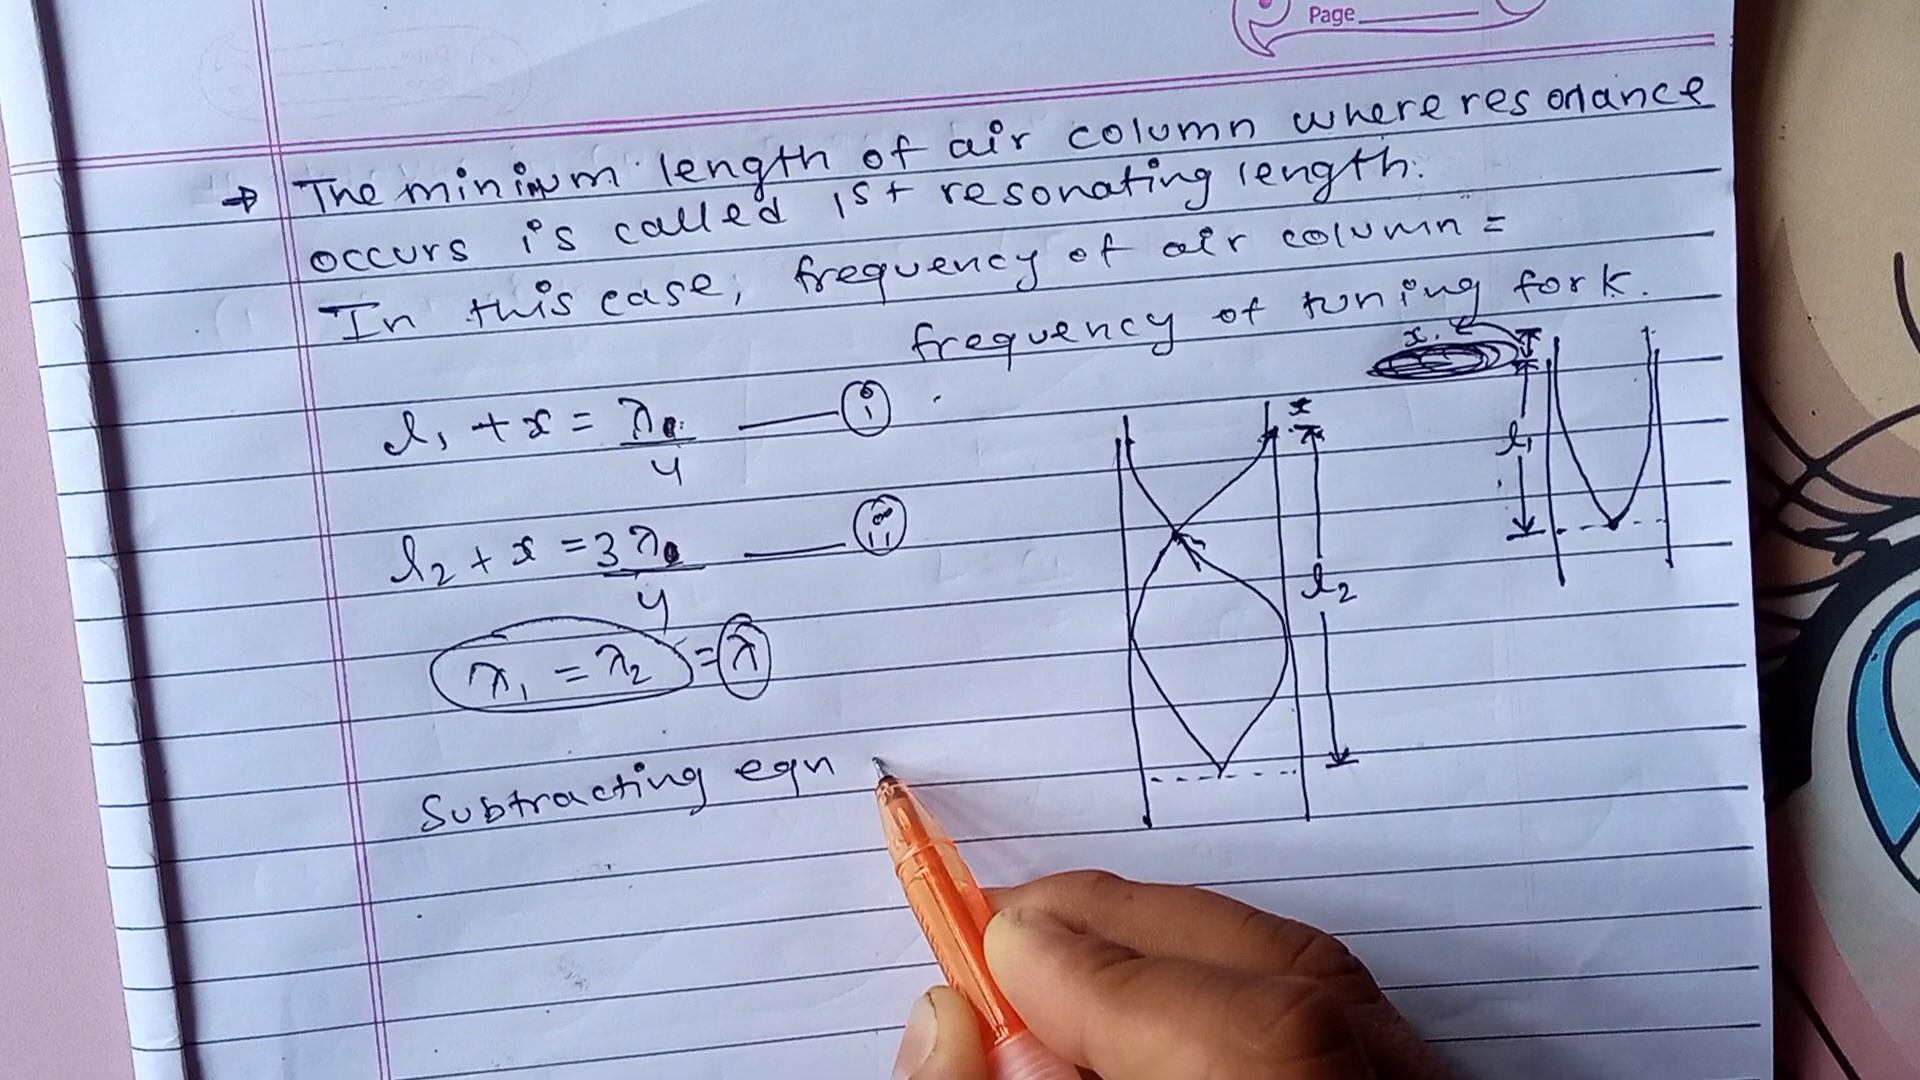 Page
→ The minimum length of air column where resonance
occurs is called 1st resonating length.
In this case, frequency of air column =
frequency of tuning fork.
l₁ + x = λ/4 —— (i)
l₂ + x = 3λ/4 —— (ii)
λ₁ = λ₂ = λ
Subtracting eqn
x
l₂
x
l₁